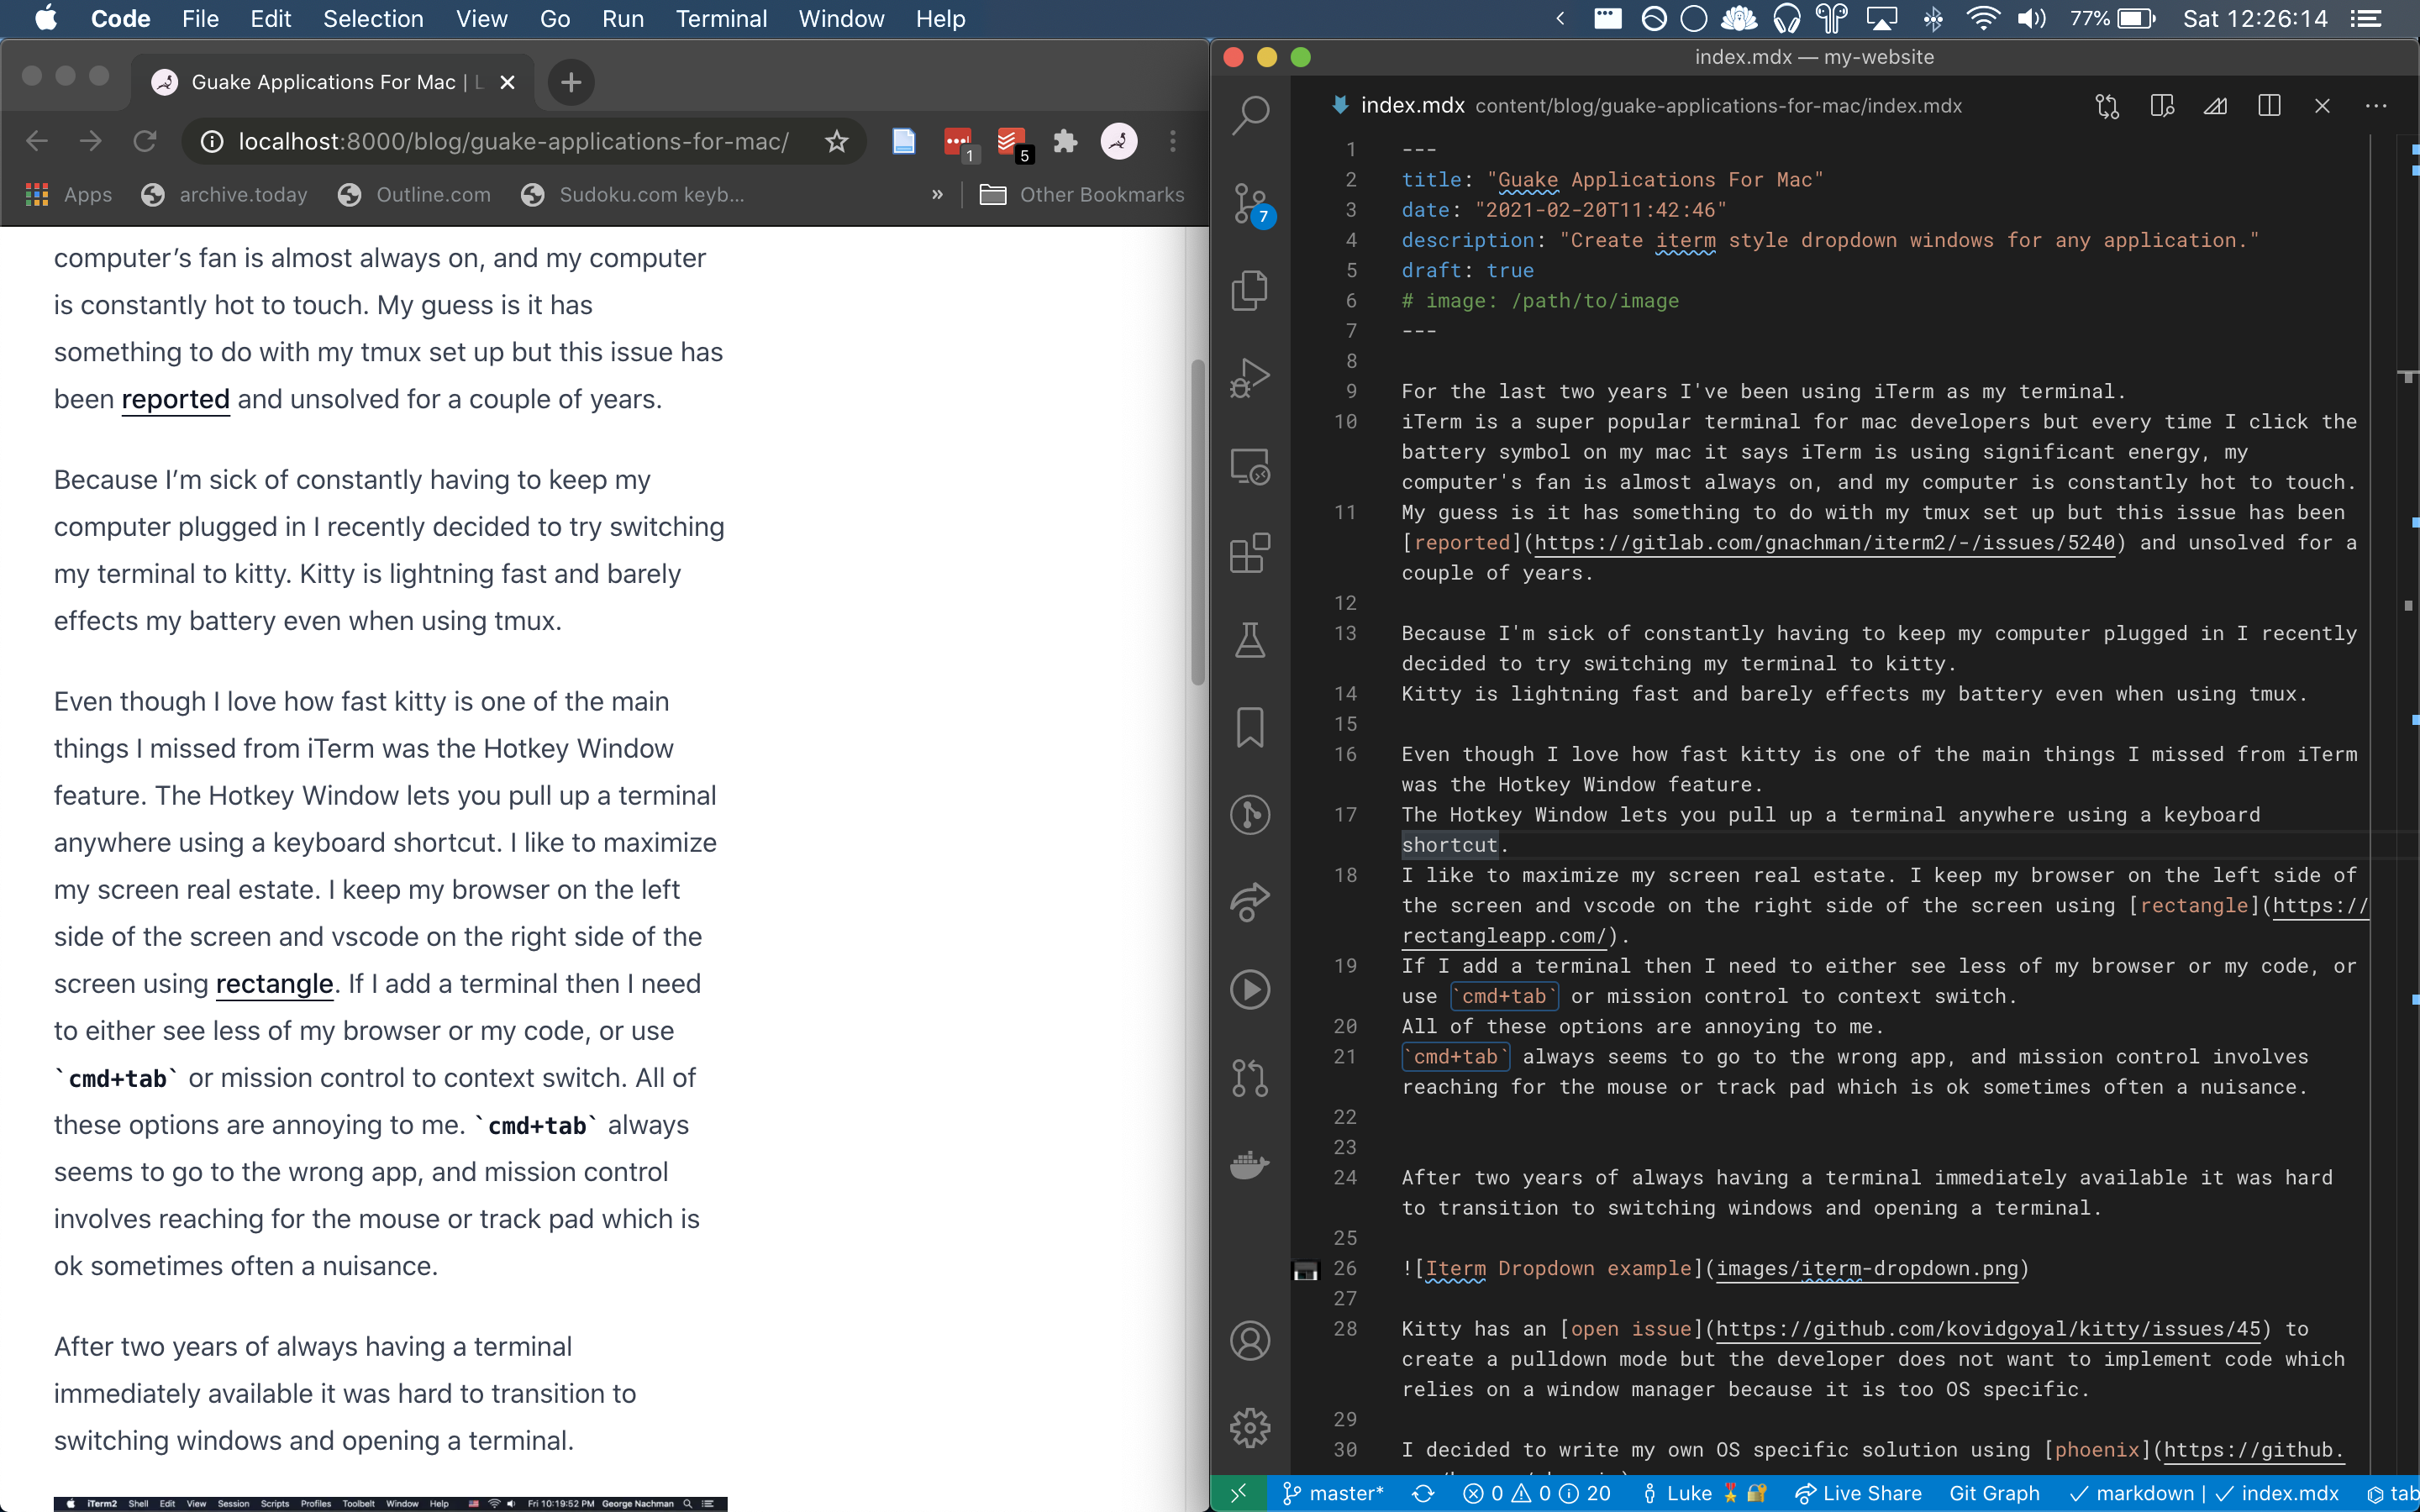 Code File Edit Selection View Go Run Terminal Window Help
77% Sat 12:26:14
Guake Applications For Mac |
localhost:8000/blog/guake-applications-for-mac/
1
5
Apps archive.today Outline.com Sudoku.com keyb... » Other Bookmarks
computer’s fan is almost always on, and my computer
is constantly hot to touch. My guess is it has
something to do with my tmux set up but this issue has
been reported and unsolved for a couple of years.
Because I’m sick of constantly having to keep my
computer plugged in I recently decided to try switching
my terminal to kitty. Kitty is lightning fast and barely
effects my battery even when using tmux.
Even though I love how fast kitty is one of the main
things I missed from iTerm was the Hotkey Window
feature. The Hotkey Window lets you pull up a terminal
anywhere using a keyboard shortcut. I like to maximize
my screen real estate. I keep my browser on the left
side of the screen and vscode on the right side of the
screen using rectangle. If I add a terminal then I need
to either see less of my browser or my code, or use
`cmd+tab` or mission control to context switch. All of
these options are annoying to me. `cmd+tab` always
seems to go to the wrong app, and mission control
involves reaching for the mouse or track pad which is
ok sometimes often a nuisance.
After two years of always having a terminal
immediately available it was hard to transition to
switching windows and opening a terminal.
iTerm2 Shell Edit View Session Scripts Profiles Toolbelt Window Help Fri 10:19:52 PM George Nachman
index.mdx — my-website
index.mdx content/blog/guake-applications-for-mac/index.mdx
7
1 ---
2 title: "Guake Applications For Mac"
3 date: "2021-02-20T11:42:46"
4 description: "Create iterm style dropdown windows for any application."
5 draft: true
6 # image: /path/to/image
7 ---
8
9 For the last two years I've been using iTerm as my terminal.
10 iTerm is a super popular terminal for mac developers but every time I click the
battery symbol on my mac it says iTerm is using significant energy, my
computer's fan is almost always on, and my computer is constantly hot to touch.
11 My guess is it has something to do with my tmux set up but this issue has been
[reported](https://gitlab.com/gnachman/iterm2/-/issues/5240) and unsolved for a
couple of years.
12
13 Because I'm sick of constantly having to keep my computer plugged in I recently
decided to try switching my terminal to kitty.
14 Kitty is lightning fast and barely effects my battery even when using tmux.
15
16 Even though I love how fast kitty is one of the main things I missed from iTerm
was the Hotkey Window feature.
17 The Hotkey Window lets you pull up a terminal anywhere using a keyboard
shortcut.
18 I like to maximize my screen real estate. I keep my browser on the left side of
the screen and vscode on the right side of the screen using [rectangle](https://
rectangleapp.com/).
19 If I add a terminal then I need to either see less of my browser or my code, or
use `cmd+tab` or mission control to context switch.
20 All of these options are annoying to me.
21 `cmd+tab` always seems to go to the wrong app, and mission control involves
reaching for the mouse or track pad which is ok sometimes often a nuisance.
22
23
24 After two years of always having a terminal immediately available it was hard
to transition to switching windows and opening a terminal.
25
26 ![Iterm Dropdown example](images/iterm-dropdown.png)
27
28 Kitty has an [open issue](https://github.com/kovidgoyal/kitty/issues/45) to
create a pulldown mode but the developer does not want to implement code which
relies on a window manager because it is too OS specific.
29
30 I decided to write my own OS specific solution using [phoenix](https://github.
master* 0 0 20 Luke Live Share Git Graph markdown | index.mdx tab